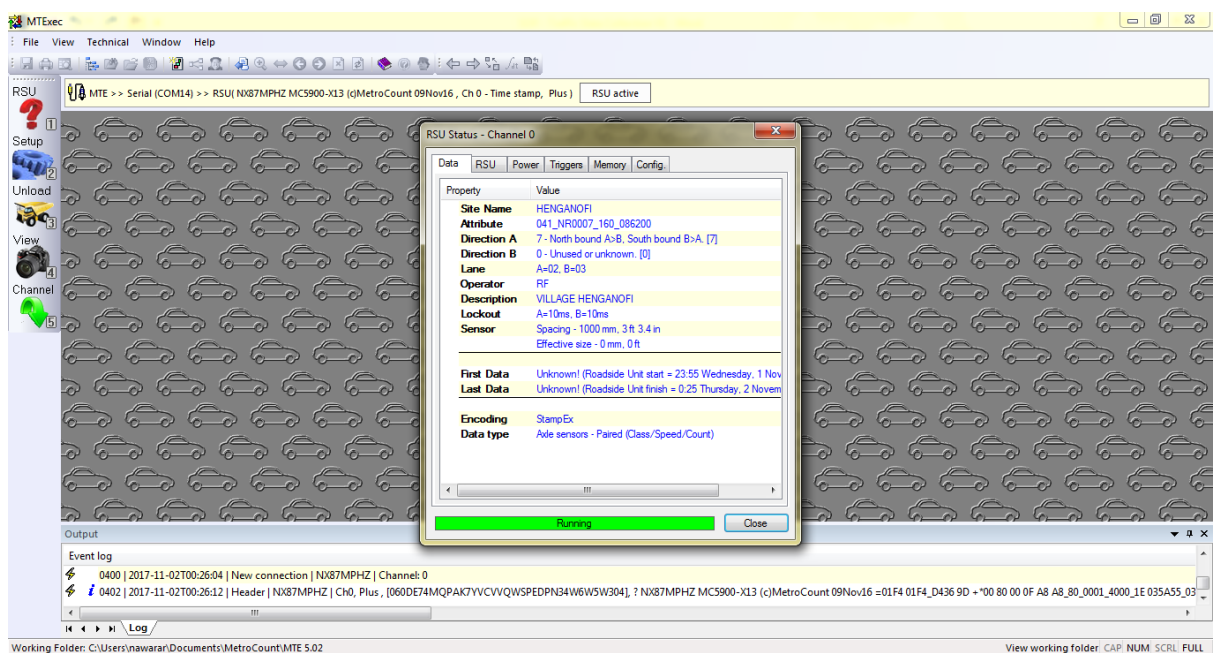 MTExec
File View Technical Window Help
RSU
MTE >> Serial (COM14) >> RSU( NX87MPHZ MC5900-X13 (c)MetroCount 09Nov16 , Ch 0 - Time stamp, Plus ) RSU active
1
Setup
2
Unload
3
View
4
Channel
5
RSU Status - Channel 0
Data RSU Power Triggers Memory Config.
Property Value
Site Name HENGANOFI
Attribute 041_NR0007_160_086200
Direction A 7 - North bound A>B, South bound B>A. [7]
Direction B 0 - Unused or unknown. [0]
Lane A=02, B=03
Operator RF
Description VILLAGE HENGANOFI
Lockout A=10ms, B=10ms
Sensor Spacing - 1000 mm, 3 ft 3.4 in
Effective size - 0 mm, 0 ft
First Data Unknown! (Roadside Unit start = 23:55 Wednesday, 1 Nov
Last Data Unknown! (Roadside Unit finish = 0:25 Thursday, 2 Novem
Encoding StampEx
Data type Axle sensors - Paired (Class/Speed/Count)
Running Close
Output
Event log
0400 | 2017-11-02T00:26:04 | New connection | NX87MPHZ | Channel: 0
0402 | 2017-11-02T00:26:12 | Header | NX87MPHZ | Ch0, Plus , [060DE74MQPAK7YVCVVQWSPEDPN34W6W5W304], ? NX87MPHZ MC5900-X13 (c)MetroCount 09Nov16 =01F4 01F4_D436 9D +*00 80 00 0F A8 A8_80_0001_4000_1E 035A55_03
Log
Working Folder: C:\Users\nawarar\Documents\MetroCount\MTE 5.02 View working folder CAP NUM SCRL FULL